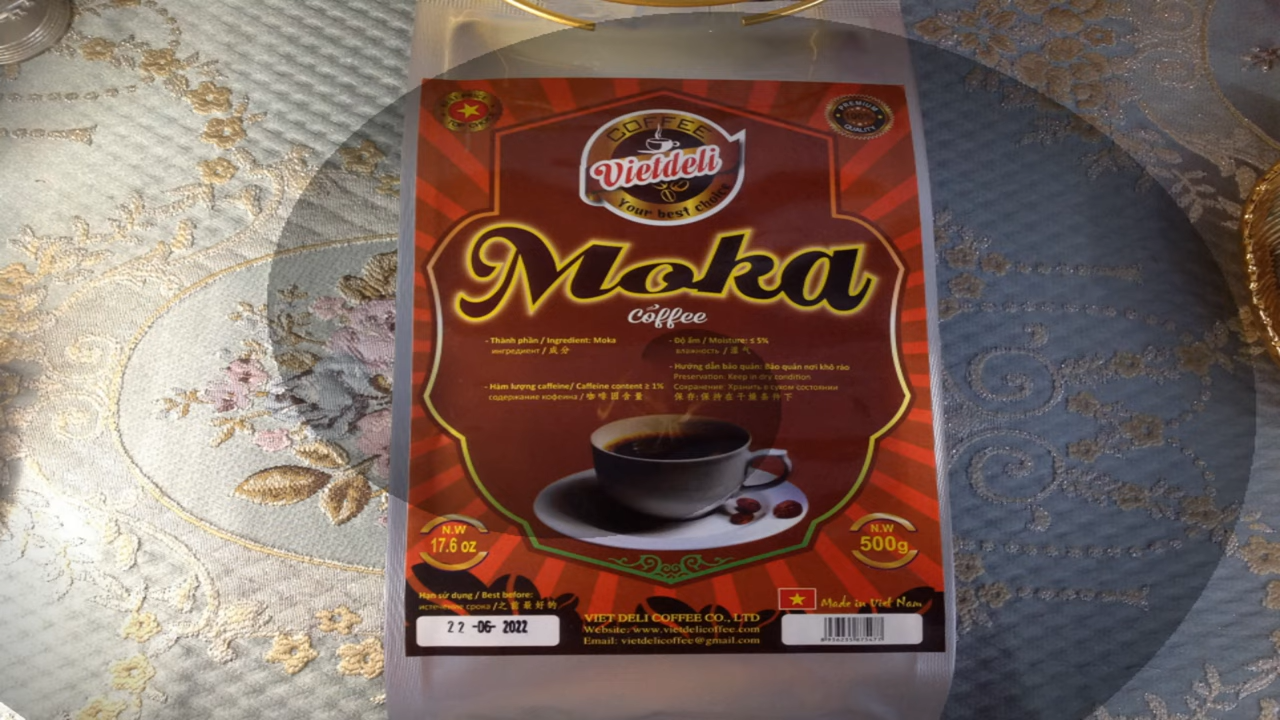 PREMIUM
QUALITY
COFFEE
Vietdeli
Your best choice
Moka
coffee
- Thành phần / Ingredient: Moka
ингредиент / 成分
- Hàm lượng caffeine/ Caffeine content ≥ 1%
содержание кофеина / 咖啡因含量
- Độ ẩm / Moisture: ≤ 5%
влажность / 湿气
- Hướng dẫn bảo quản: Bảo quản nơi khô ráo
Preservation: Keep in dry condition
Сохранение: Хранить в сухом состоянии
保存:保持在干燥条件下
N.W
17.6 oz
N.W
500g
Hạn sử dụng / Best before:
истечение срока /之前最好的
22 -06- 2022
VIET DELI COFFEE CO., LTD
Website: www.vietdelicoffee.com
Email: vietdelicoffee@gmail.com
Made in Viet Nam